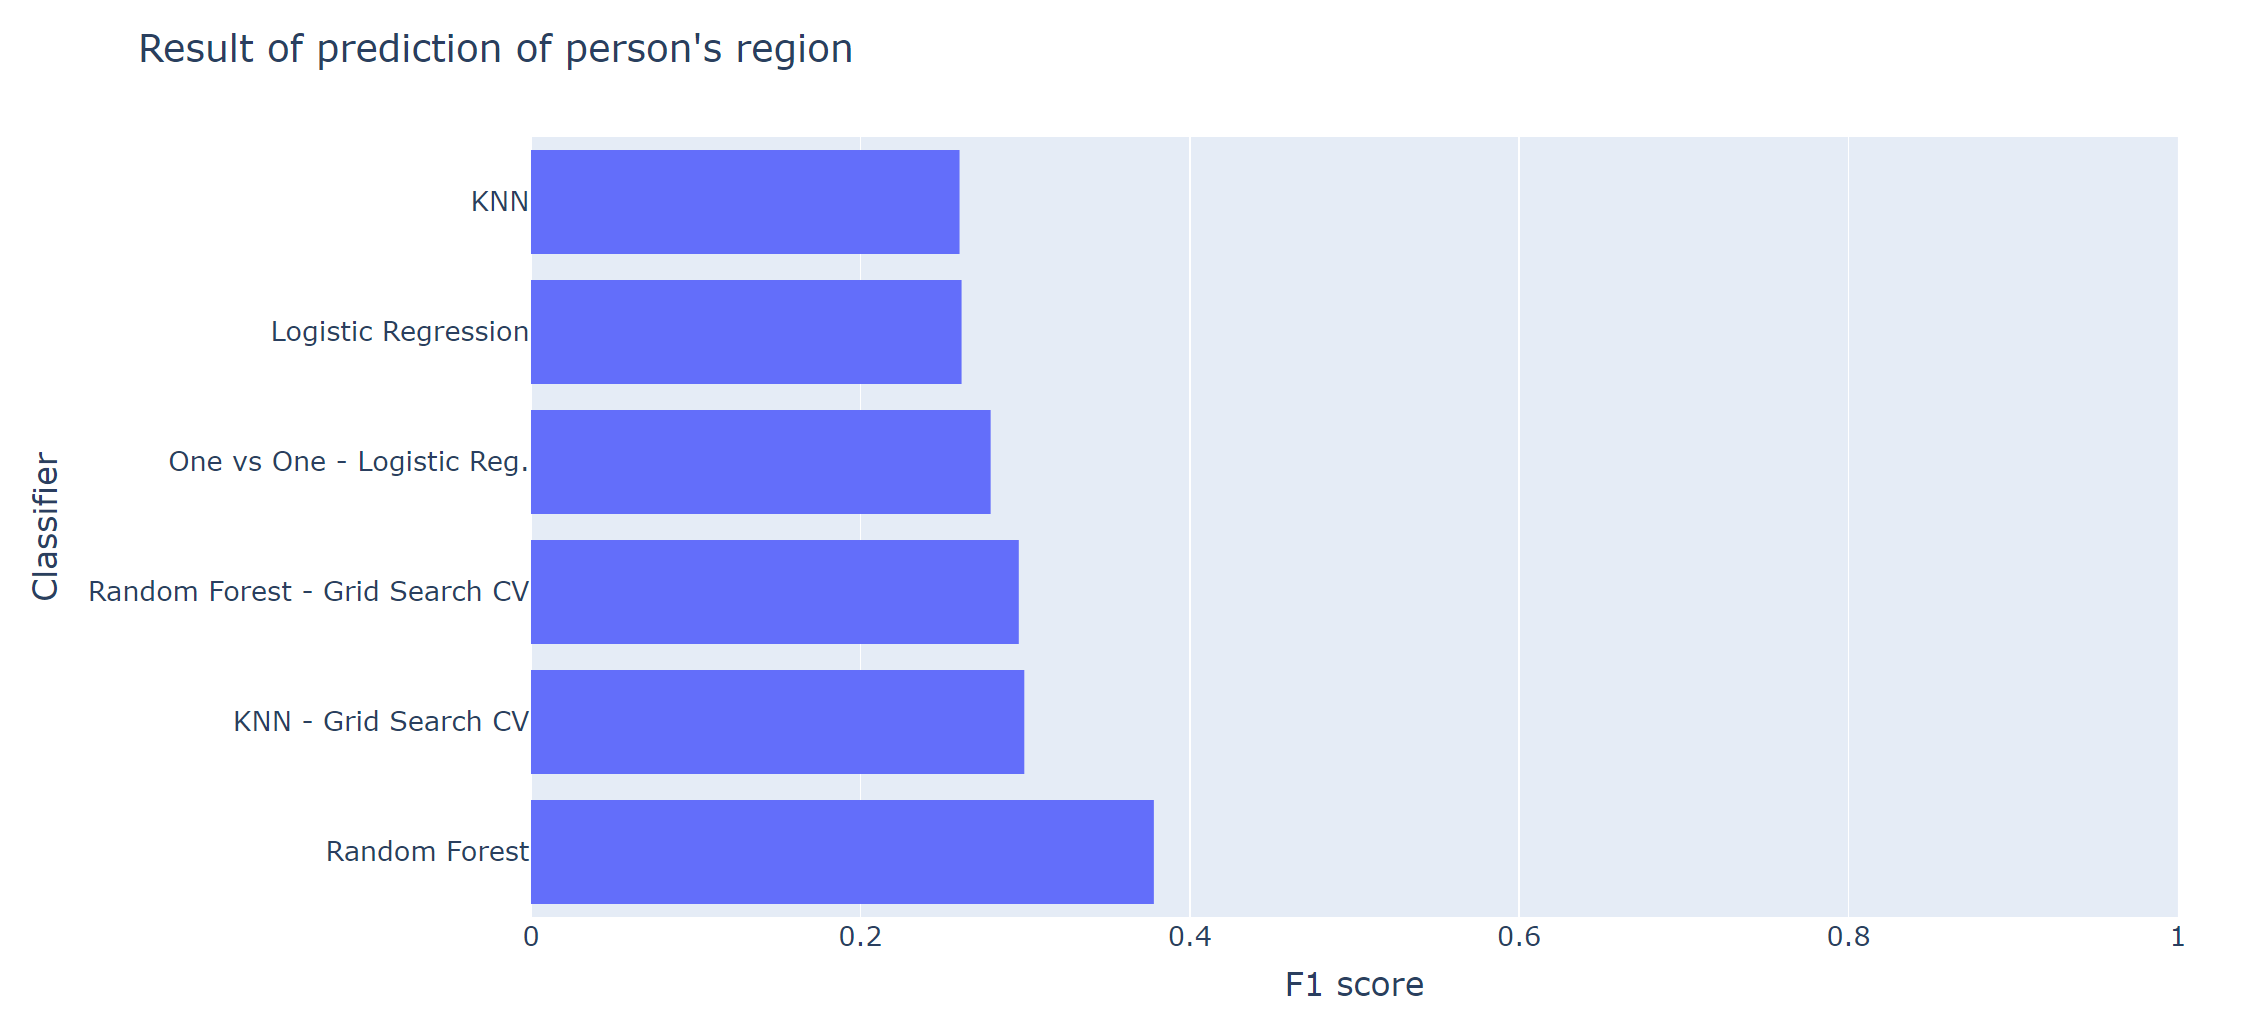 Result of prediction of person's region
KNN
Logistic Regression
One vs One - Logistic Reg.
Random Forest - Grid Search CV
KNN - Grid Search CV
Random Forest
Classifier
0 0.2 0.4 0.6 0.8 1
F1 score